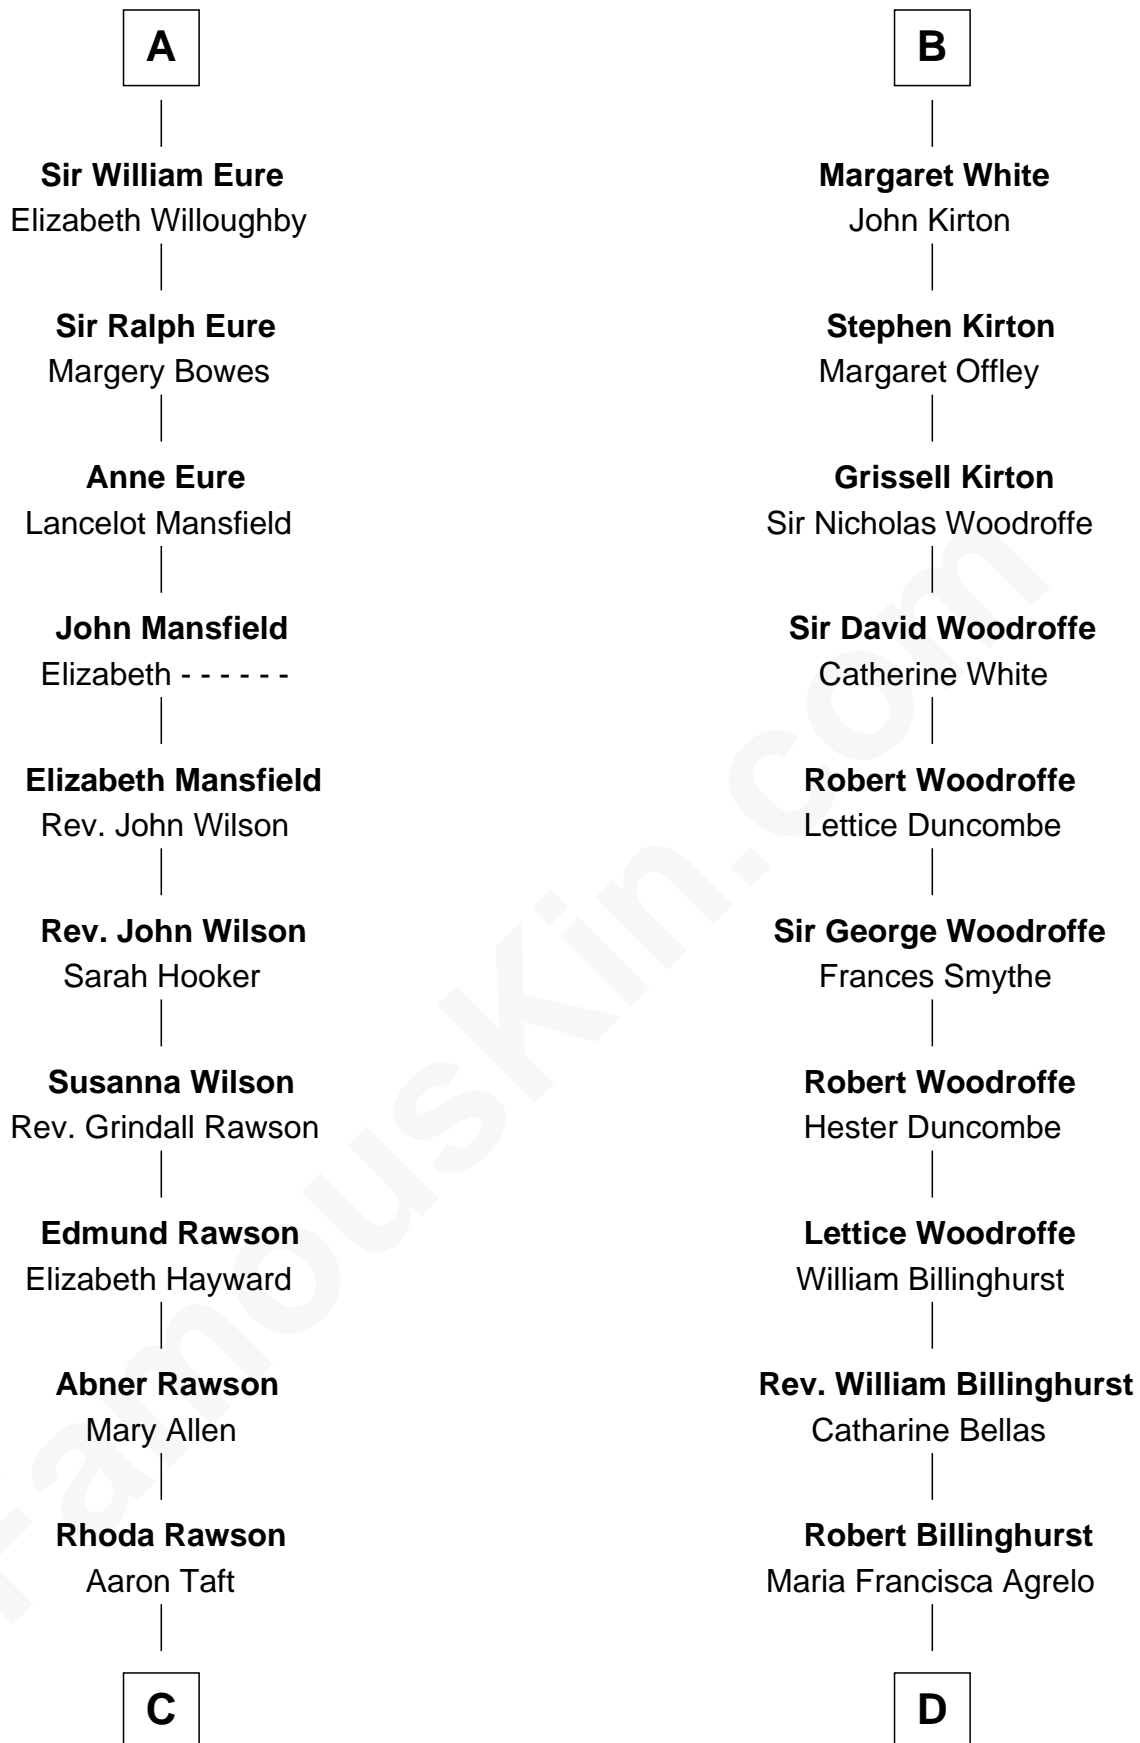 A
Sir William Eure
Elizabeth Willoughby
Sir Ralph Eure
Margery Bowes
Anne Eure
Lancelot Mansfield
John Mansfield
Elizabeth - - - - - -
Elizabeth Mansfield
Rev. John Wilson
Rev. John Wilson
Sarah Hooker
Susanna Wilson
Rev. Grindall Rawson
Edmund Rawson
Elizabeth Hayward
Abner Rawson
Mary Allen
Rhoda Rawson
Aaron Taft
C
B
Margaret White
John Kirton
Stephen Kirton
Margaret Offley
Grissell Kirton
Sir Nicholas Woodroffe
Sir David Woodroffe
Catherine White
Robert Woodroffe
Lettice Duncombe
Sir George Woodroffe
Frances Smythe
Robert Woodroffe
Hester Duncombe
Lettice Woodroffe
William Billinghurst
Rev. William Billinghurst
Catharine Bellas
Robert Billinghurst
Maria Francisca Agrelo
D
FamousKin.com